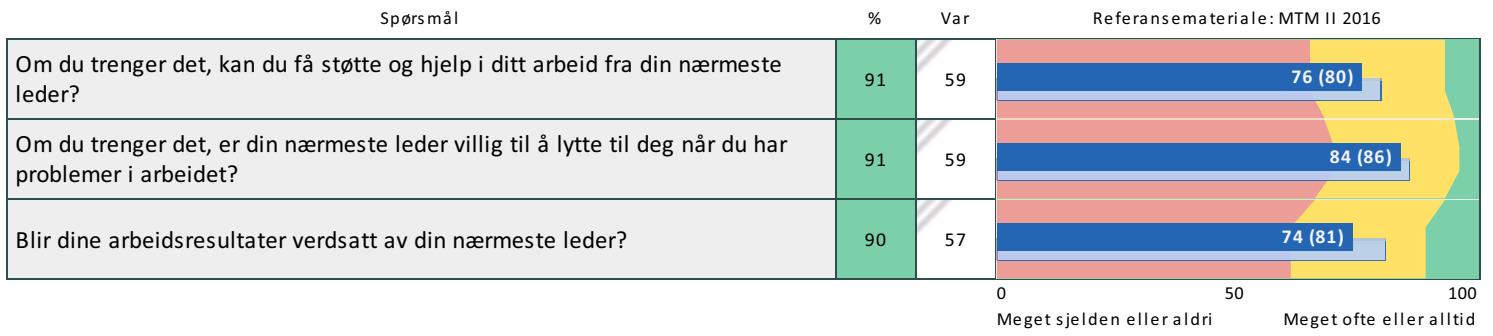 Spørsmål % Var Referansemateriale: MTM II 2016
Om du trenger det, kan du få støtte og hjelp i ditt arbeid fra din nærmeste
leder?
91 59 76 (80)
Om du trenger det, er din nærmeste leder villig til å lytte til deg når du har
problemer i arbeidet?
91 59 84 (86)
Blir dine arbeidsresultater verdsatt av din nærmeste leder? 90 57 74 (81)
0 50 100
Meget sjelden eller aldri Meget ofte eller alltid